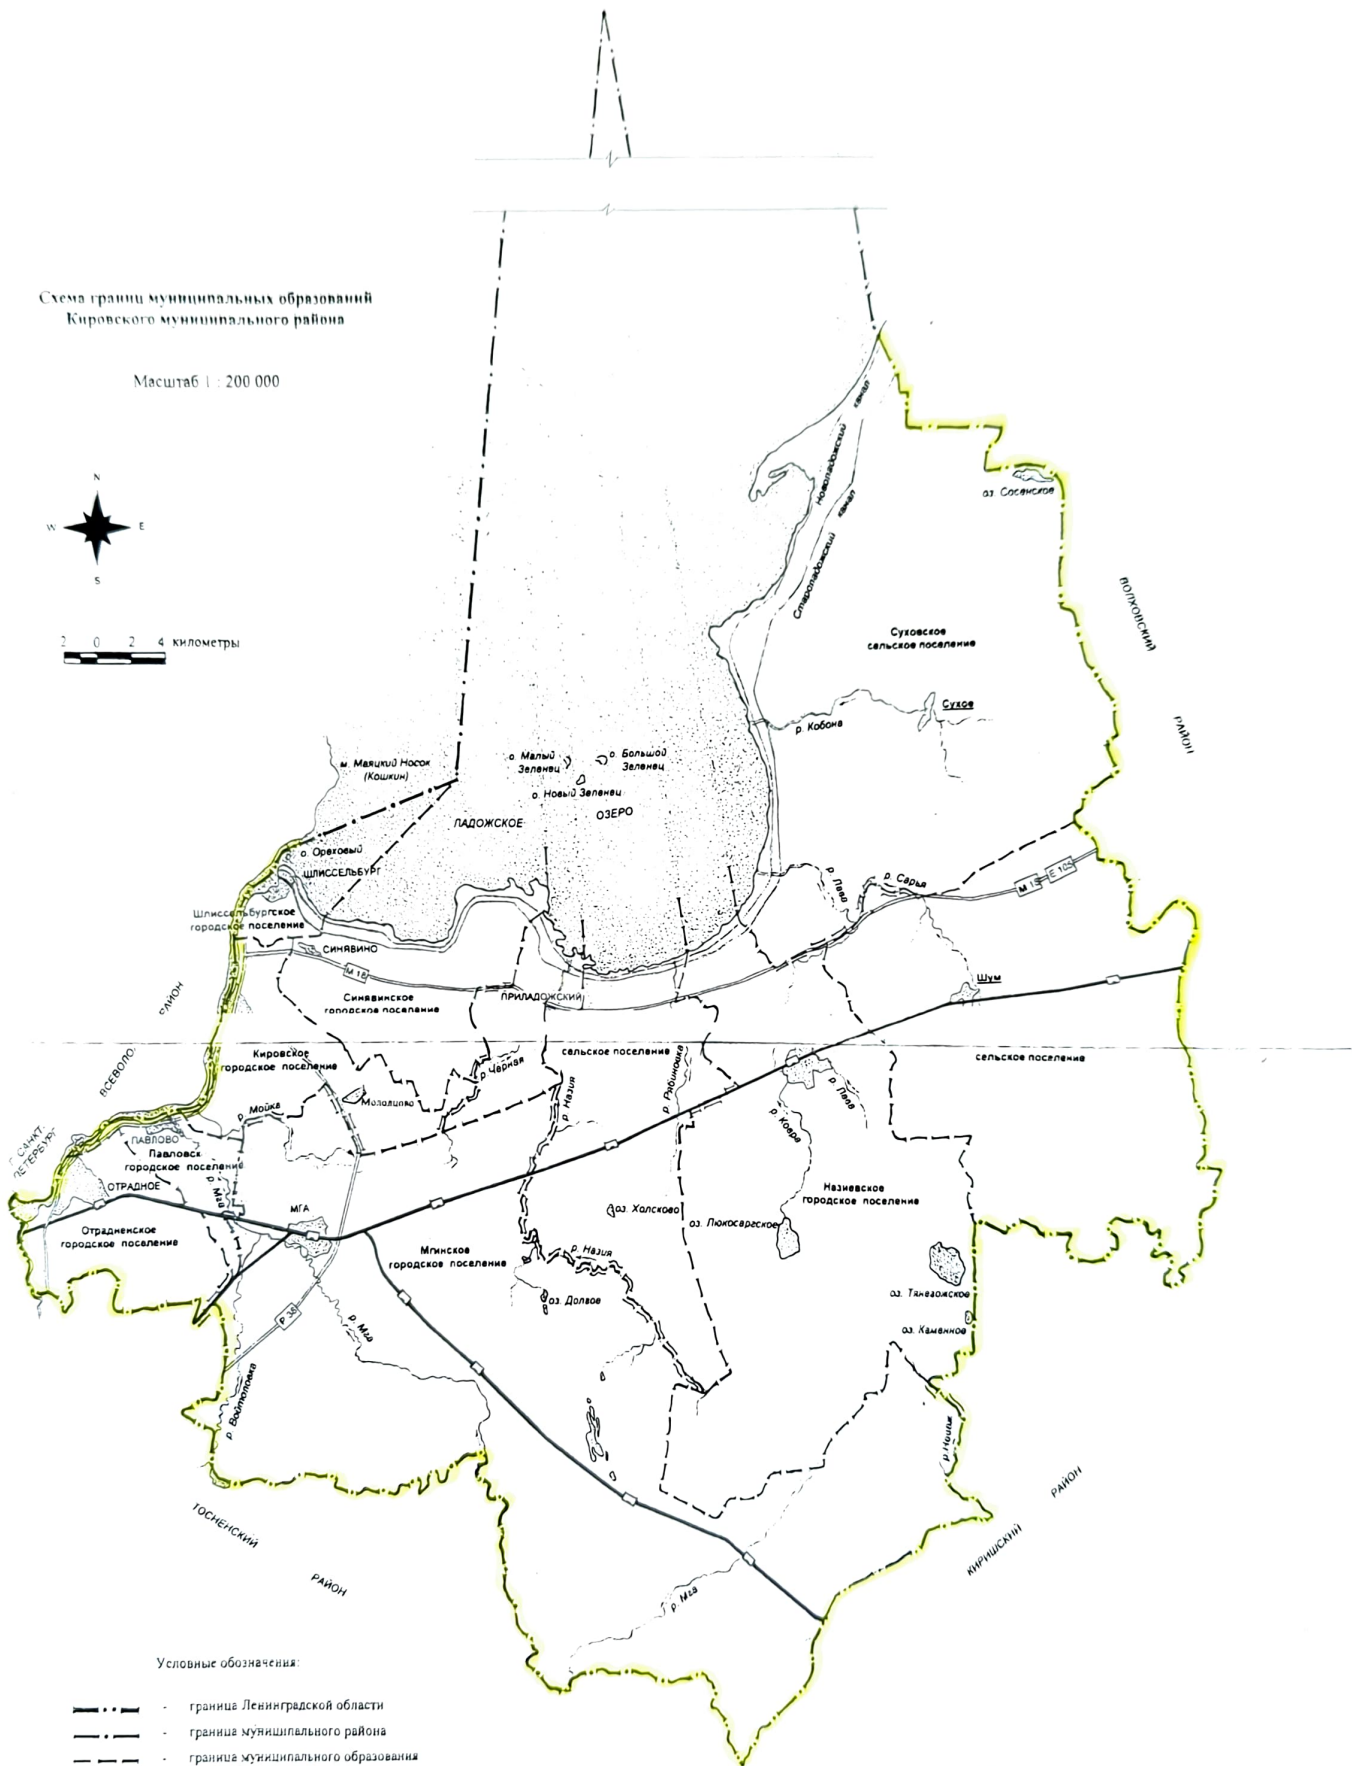 Схема границ муниципальных образований
Кировского муниципального района
Масштаб 1 : 200 000
N
W
E
S
2 0 2 4 километры
Новоладожский канал
Староладожский канал
оз. Сосенское
ВОЛХОВСКИЙ РАЙОН
Суховское
сельское поселение
Сухое
р. Кобона
м. Маяцкий Носок
(Кошкин)
о. Малый
Зеленец
о. Большой
Зеленец
о. Новый Зеленец
ЛАДОЖСКОЕ ОЗЕРО
о. Ореховый
ШЛИССЕЛЬБУРГ
Шлиссельбургское
городское поселение
СИНЯВИНО
М 18
Синявинское
городское поселение
ПРИЛАДОЖСКИЙ
р. Лава
р. Сарья
М 18
Е 105
Шум
РАЙОН
ВСЕВОЛО
Кировское
городское поселение
сельское поселение
сельское поселение
р. Черная
р. Назия
р. Рябиновка
р. Лава
р. Ковра
р. Мойка
Молодцово
САНКТ-
ПЕТЕРБУРГ
ПАВЛОВО
Павловск
городское поселение
ОТРАДНОЕ
р. Мга
МГА
Отрадненское
городское поселение
Мгинское
городское поселение
оз. Холсково
оз. Люкосаргское
Назиевское
городское поселение
р. Назия
оз. Долгое
оз. Тянегожское
оз. Каменное
Р 38
р. Мга
р. Войтоловка
ТОСНЕНСКИЙ РАЙОН
КИРИШСКИЙ РАЙОН
р. Мга
Условные обозначения:
- граница Ленинградской области
- граница муниципального района
- граница муниципального образования